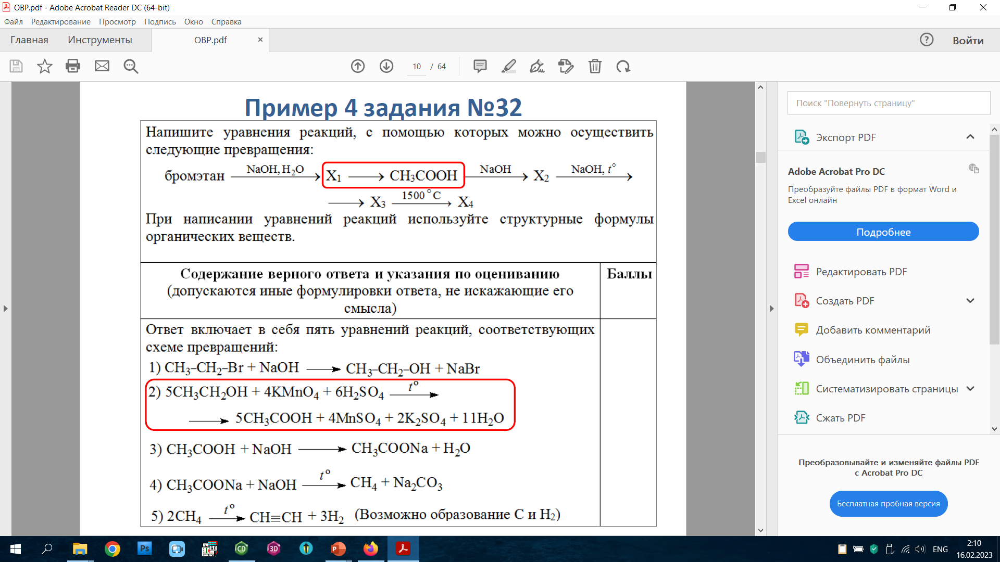 OBP.pdf - Adobe Acrobat Reader DC (64-bit)
Файл Редактирование Просмотр Подпись Окно Справка
Главная Инструменты OBP.pdf × ? Войти
10 / 64
Пример 4 задания №32
Напишите уравнения реакций, с помощью которых можно осуществить
следующие превращения:
бромэтан NaOH, H₂O → X₁ → CH₃COOH NaOH → X₂ NaOH, t° →
→ X₃ 1500 °C → X₄
При написании уравнений реакций используйте структурные формулы
органических веществ.
Содержание верного ответа и указания по оцениванию
(допускаются иные формулировки ответа, не искажающие его
смысла)
Баллы
Ответ включает в себя пять уравнений реакций, соответствующих
схеме превращений:
1) CH₃–CH₂–Br + NaOH → CH₃–CH₂–OH + NaBr
2) 5CH₃CH₂OH + 4KMnO₄ + 6H₂SO₄ t° →
→ 5CH₃COOH + 4MnSO₄ + 2K₂SO₄ + 11H₂O
3) CH₃COOH + NaOH → CH₃COONa + H₂O
4) CH₃COONa + NaOH t° → CH₄ + Na₂CO₃
5) 2CH₄ t° → CH≡CH + 3H₂ (Возможно образование C и H₂)
Поиск "Повернуть страницу"
Экспорт PDF
Adobe Acrobat Pro DC
Преобразуйте файлы PDF в формат Word и
Excel онлайн
Подробнее
Редактировать PDF
Создать PDF
Добавить комментарий
Объединить файлы
Систематизировать страницы
Сжать PDF
Преобразовывайте и изменяйте файлы PDF
с Acrobat Pro DC
Бесплатная пробная версия
Ps CD 3D P
ENG
2:10
16.02.2023